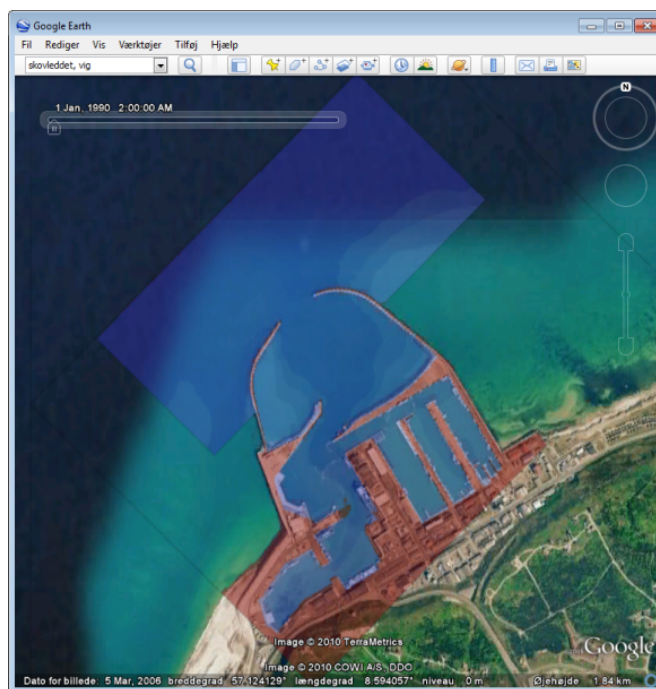 Google Earth
Fil Rediger Vis Værktøjer Tilføj Hjælp
skovleddet, vig
1 Jan, 1990 2:00:00 AM
N
Image © 2010 TerraMetrics
Image © 2010 COWI A/S, DDO
Google
Dato for billede: 5 Mar, 2006 breddegrad 57.124129° længdegrad 8.594057° niveau 0 m Øjehøjde 1.84 km